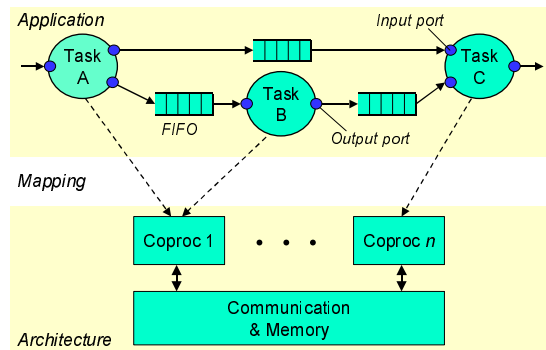 Application
Input port
Task
A
Task
C
Task
B
FIFO
Output port
Mapping
Coproc 1
• • •
Coproc n
Communication
& Memory
Architecture